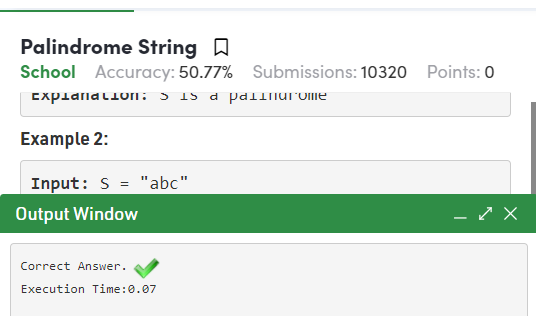 Palindrome String
School Accuracy: 50.77% Submissions: 10320 Points: 0
Explanation: S is a palindrome
Example 2:
Input: S = "abc"
Output Window
Correct Answer.
Execution Time:0.07